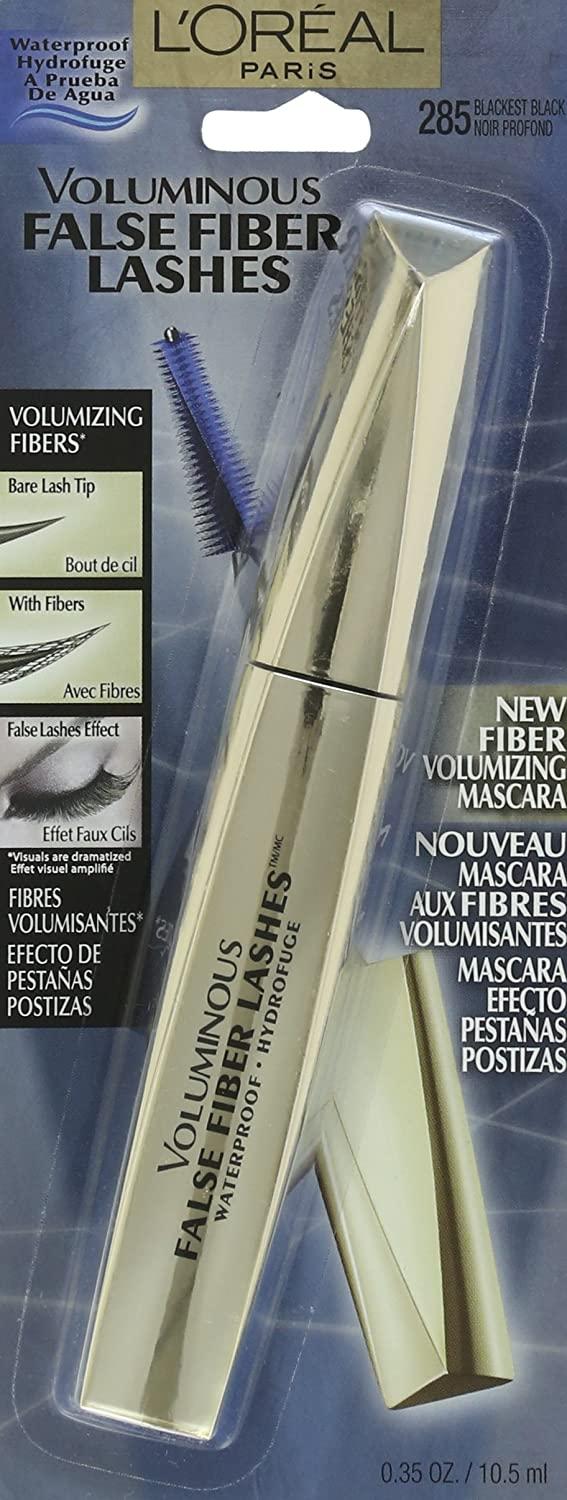 L'ORÉAL
PARIS
Waterproof
Hydrofuge
A Prueba
De Agua
285 BLACKEST BLACK
NOIR PROFOND
VOLUMINOUS
FALSE FIBER
LASHES
VOLUMIZING
FIBERS*
Bare Lash Tip
Bout de cil
With Fibers
Avec Fibres
False Lashes Effect
Effet Faux Cils
*Visuals are dramatized
Effet visuel amplifié
FIBRES
VOLUMISANTES*
EFECTO DE
PESTAÑAS
POSTIZAS
NEW
FIBER
VOLUMIZING
MASCARA
NOUVEAU
MASCARA
AUX FIBRES
VOLUMISANTES
MASCARA
EFECTO
PESTAÑAS
POSTIZAS
VOLUMINOUS
FALSE FIBER LASHES™/MC
WATERPROOF · HYDROFUGE
0.35 OZ. / 10.5 ml